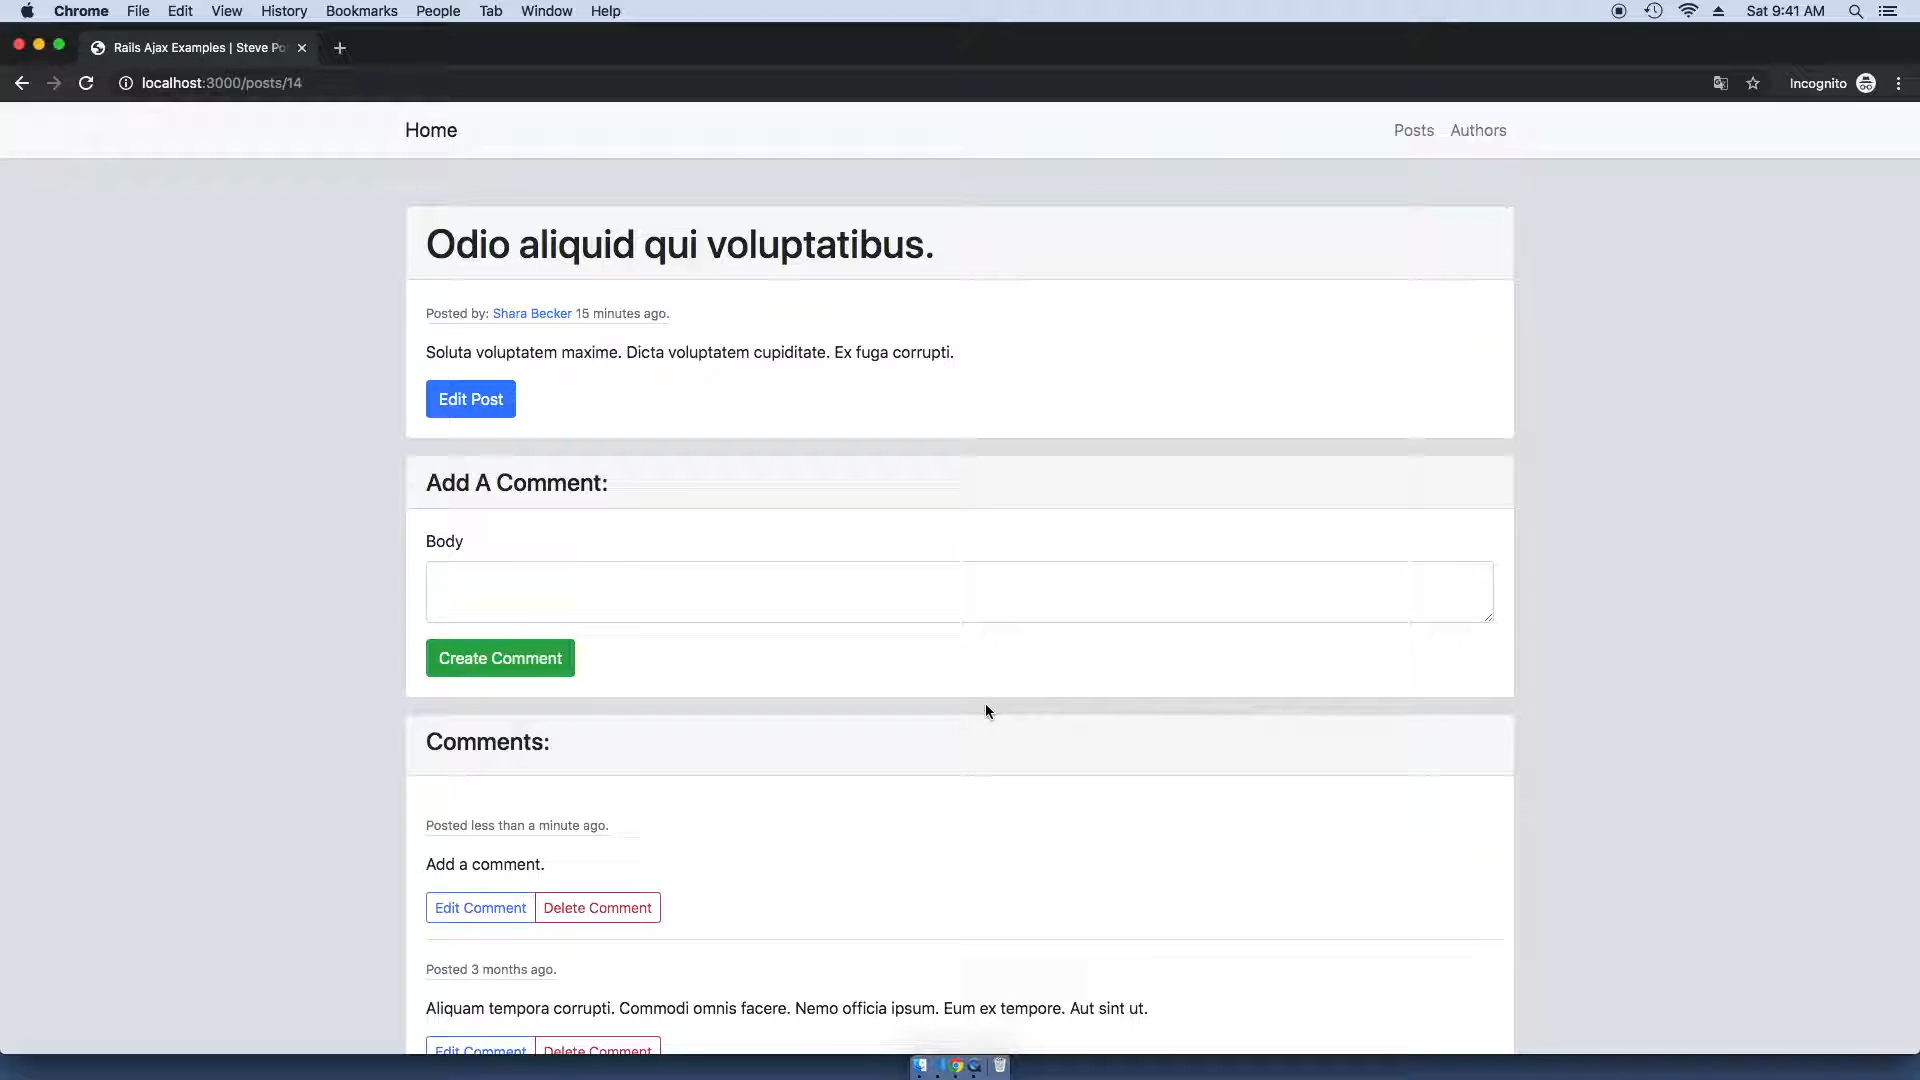 Chrome File Edit View History Bookmarks People Tab Window Help Sat 9:41 AM
Rails Ajax Examples | Steve Po
localhost:3000/posts/14 Incognito
Home Posts Authors
Odio aliquid qui voluptatibus.
Posted by: Shara Becker 15 minutes ago.
Soluta voluptatem maxime. Dicta voluptatem cupiditate. Ex fuga corrupti.
Edit Post
Add A Comment:
Body
Create Comment
Comments:
Posted less than a minute ago.
Add a comment.
Edit Comment Delete Comment
Posted 3 months ago.
Aliquam tempora corrupti. Commodi omnis facere. Nemo officia ipsum. Eum ex tempore. Aut sint ut.
Edit Comment Delete Comment